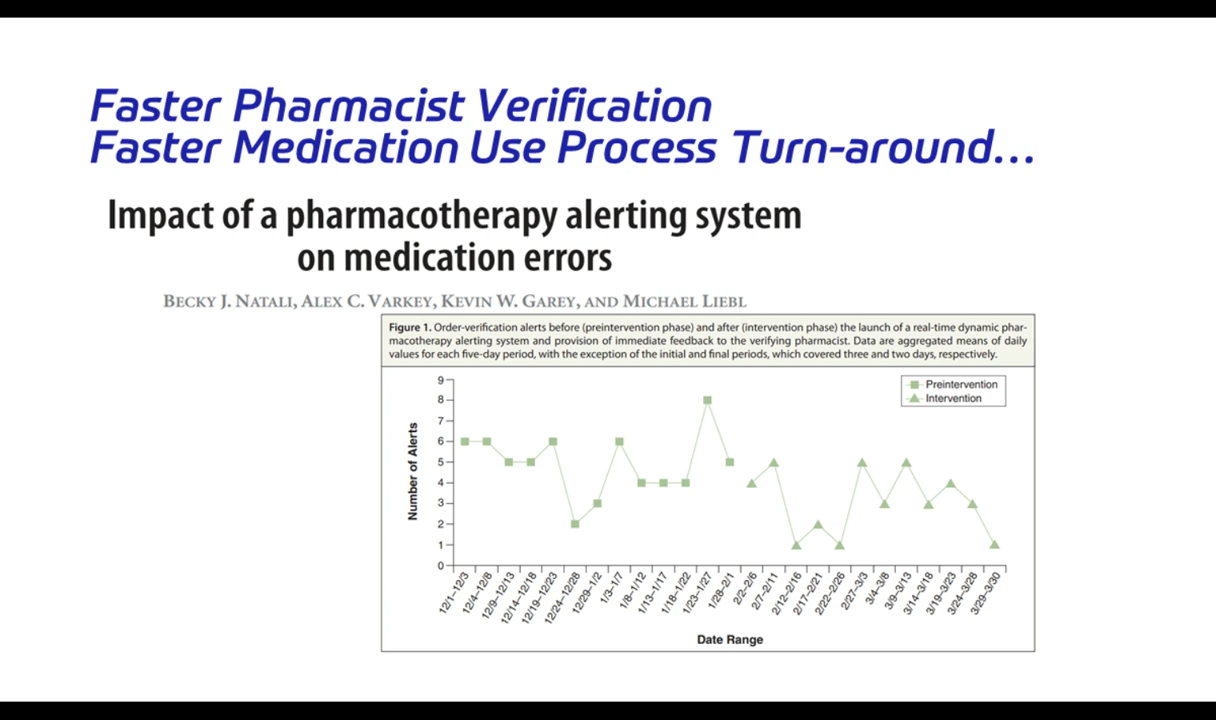 Faster Pharmacist Verification
Faster Medication Use Process Turn-around...
Impact of a pharmacotherapy alerting system
on medication errors
BECKY J. NATALI, ALEX C. VARKEY, KEVIN W. GAREY, AND MICHAEL LIEBL
Figure 1. Order-verification alerts before (preintervention phase) and after (intervention phase) the launch of a real-time dynamic phar-
macotherapy alerting system and provision of immediate feedback to the verifying pharmacist. Data are aggregated means of daily
values for each five-day period, with the exception of the initial and final periods, which covered three and two days, respectively.
Preintervention
Intervention
Number of Alerts
9
8
7
6
5
4
3
2
1
0
12/1–12/3
12/4–12/8
12/9–12/13
12/14–12/18
12/19–12/23
12/24–12/28
12/29–1/2
1/3–1/7
1/8–1/12
1/13–1/17
1/18–1/22
1/23–1/27
1/28–2/1
2/2–2/6
2/7–2/11
2/12–2/16
2/17–2/21
2/22–2/26
2/27–3/3
3/4–3/8
3/9–3/13
3/14–3/18
3/19–3/23
3/24–3/28
3/29–3/30
Date Range